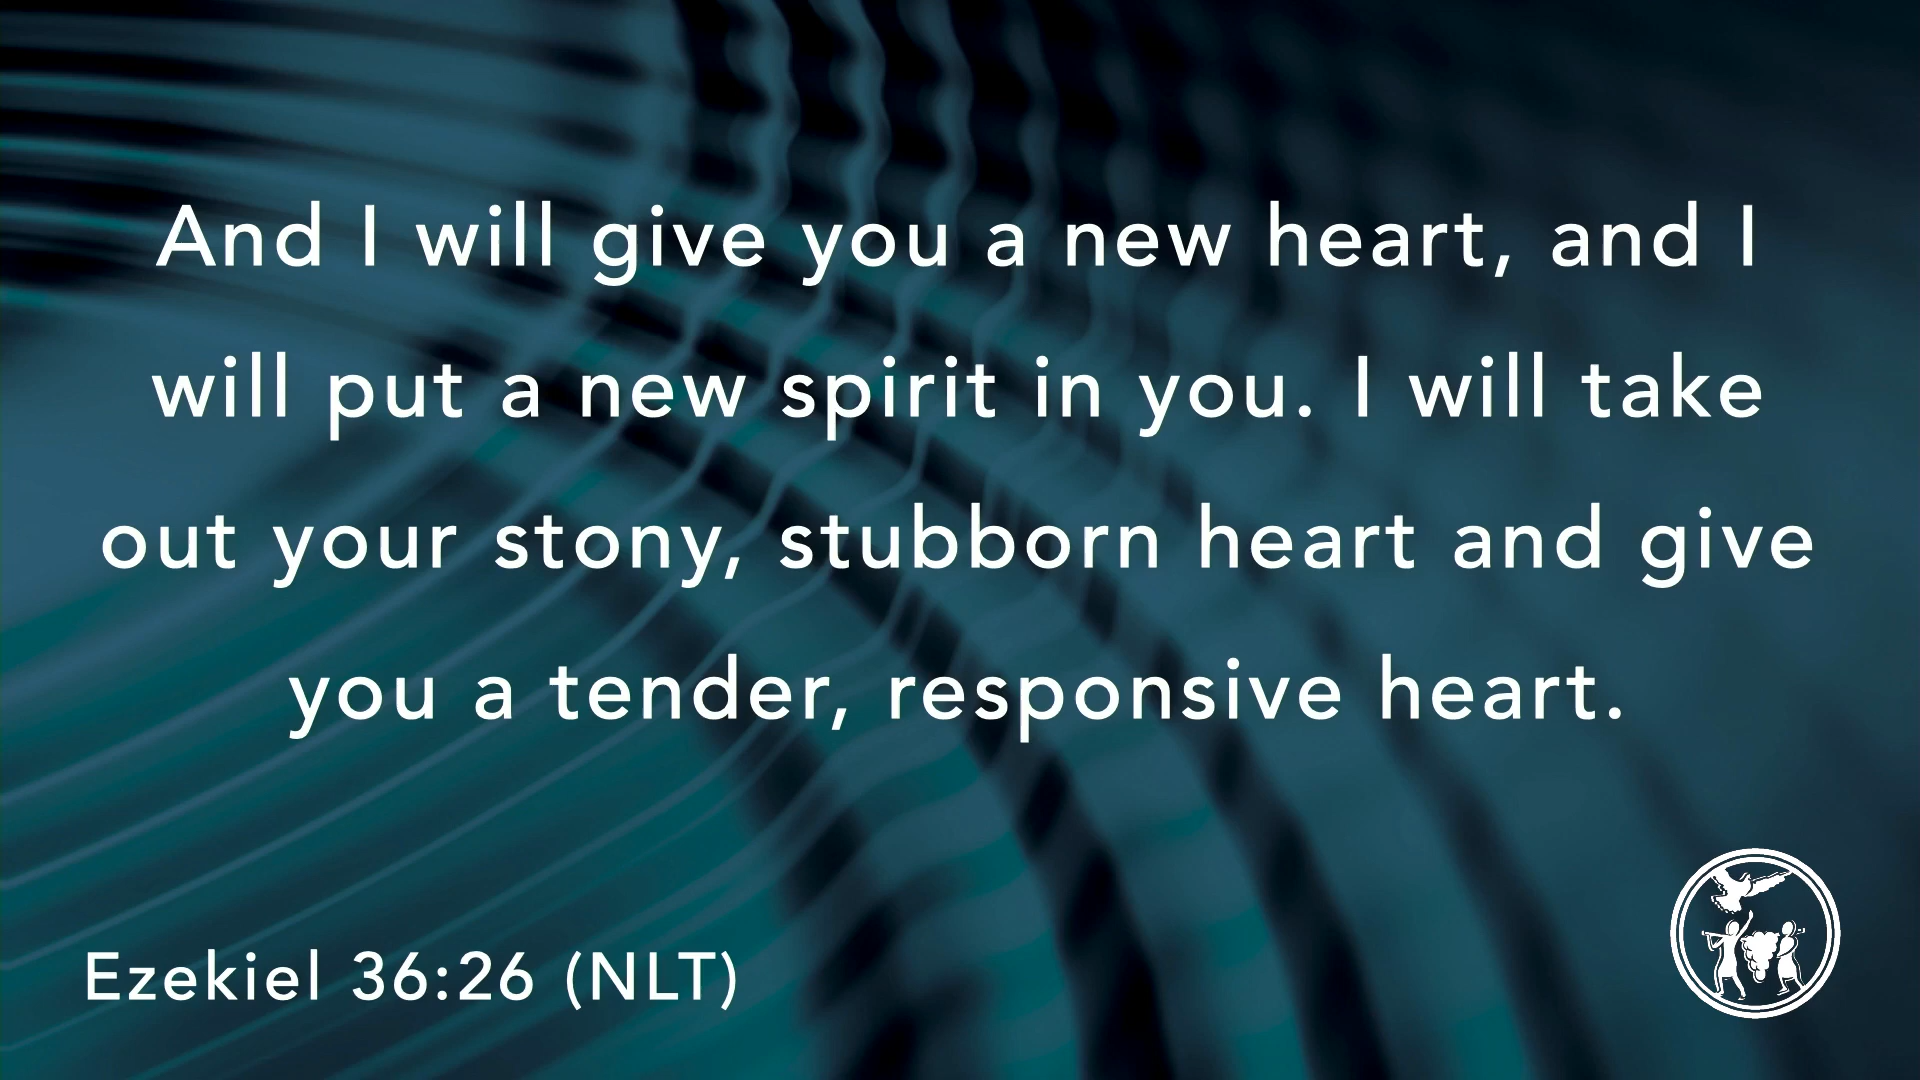 And I will give you a new heart, and I
will put a new spirit in you. I will take
out your stony, stubborn heart and give
you a tender, responsive heart.
Ezekiel 36:26 (NLT)